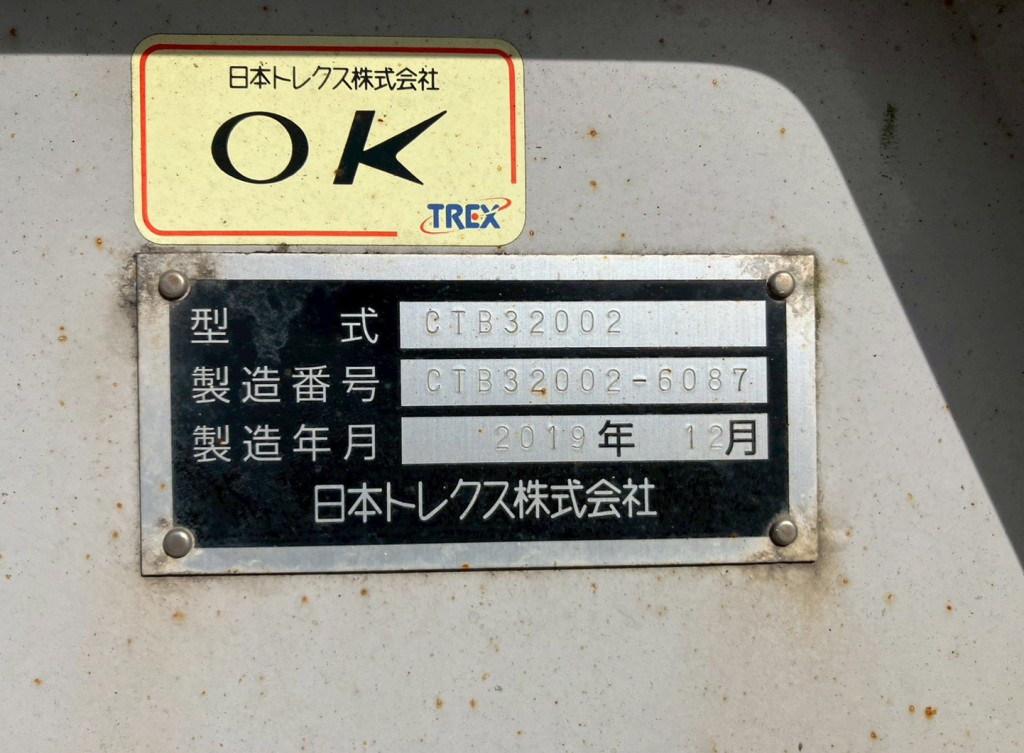 日本トレクス株式会社
OK
TREX
型式 CTB32002
製造番号 CTB32002-6087
製造年月 2019年 12月
日本トレクス株式会社